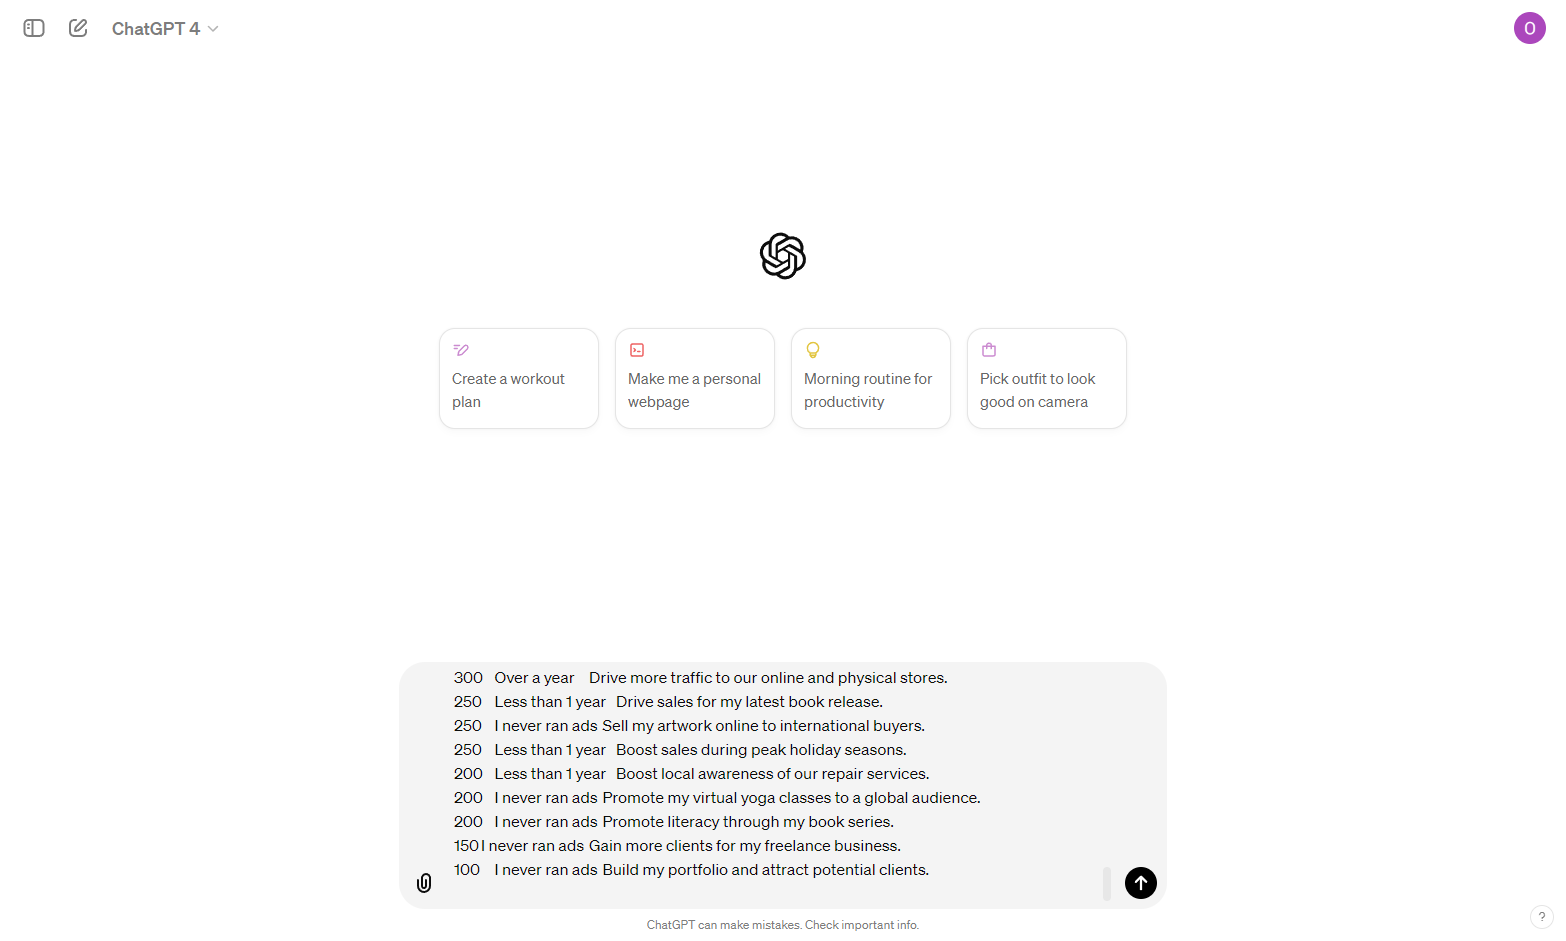 ChatGPT 4
O
Create a workout
plan
Make me a personal
webpage
Morning routine for
productivity
Pick outfit to look
good on camera
300 Over a year Drive more traffic to our online and physical stores.
250 Less than 1 year Drive sales for my latest book release.
250 I never ran ads Sell my artwork online to international buyers.
250 Less than 1 year Boost sales during peak holiday seasons.
200 Less than 1 year Boost local awareness of our repair services.
200 I never ran ads Promote my virtual yoga classes to a global audience.
200 I never ran ads Promote literacy through my book series.
150 I never ran ads Gain more clients for my freelance business.
100 I never ran ads Build my portfolio and attract potential clients.
ChatGPT can make mistakes. Check important info.
?